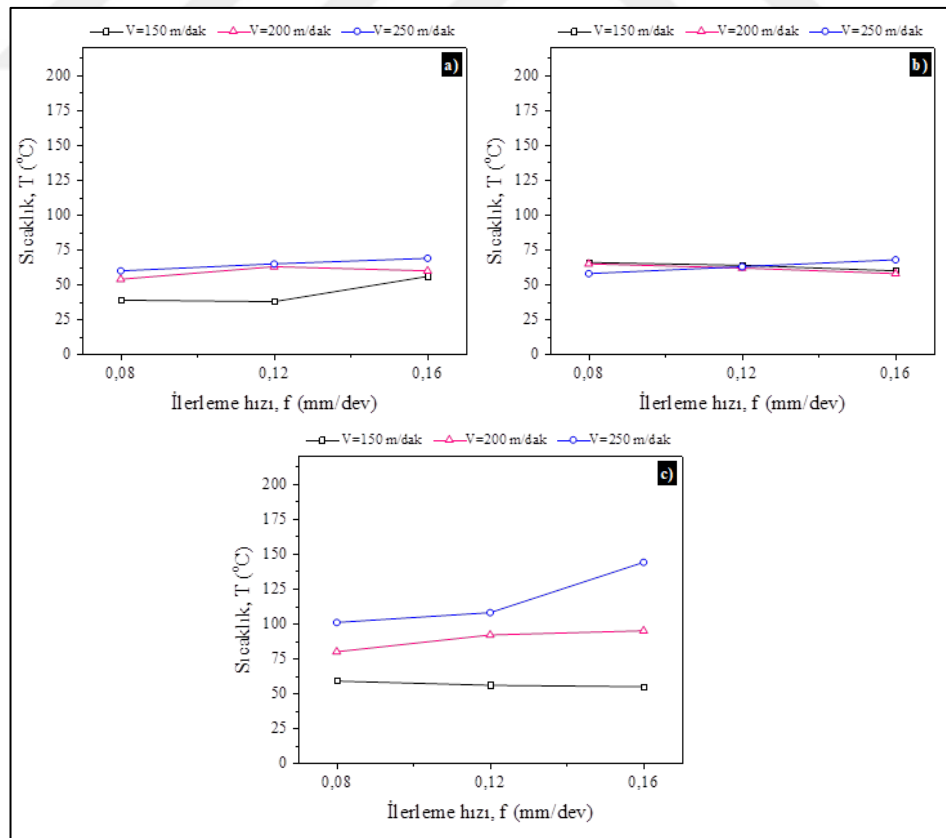 V=150 m/dak V=200 m/dak V=250 m/dak
a)
200
175
150
125
100
75
50
25
0
Sıcaklık, T (°C)
0,08 0,12 0,16
İlerleme hızı, f (mm/dev)
V=150 m/dak V=200 m/dak V=250 m/dak
b)
200
175
150
125
100
75
50
25
0
Sıcaklık, T (°C)
0,08 0,12 0,16
İlerleme hızı, f (mm/dev)
V=150 m/dak V=200 m/dak V=250 m/dak
c)
200
175
150
125
100
75
50
25
0
Sıcaklık, T (°C)
0,08 0,12 0,16
İlerleme hızı, f (mm/dev)